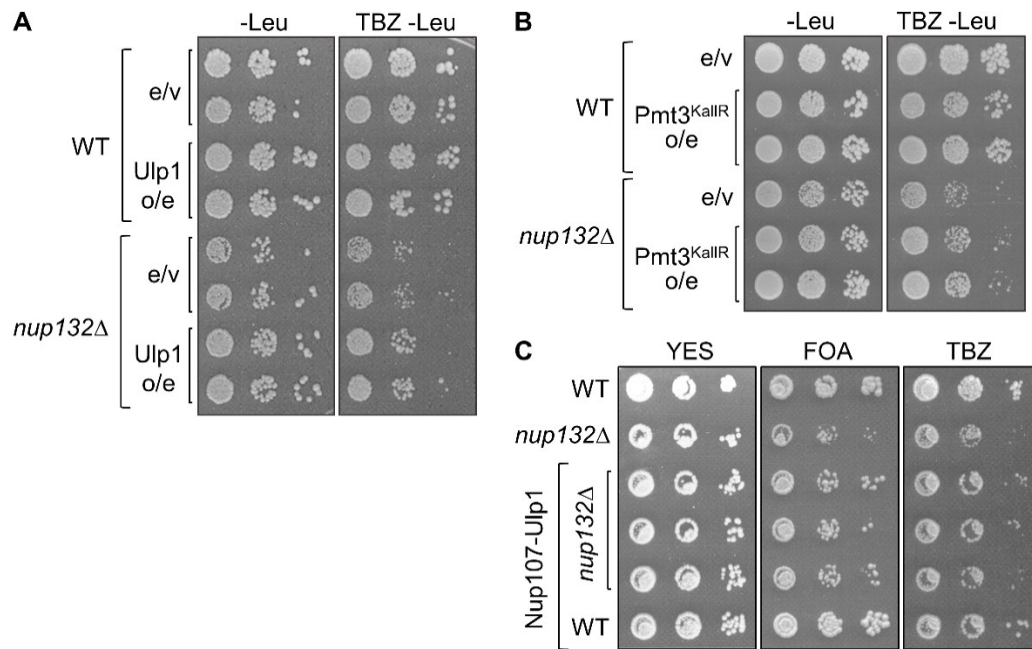 A
-Leu
TBZ -Leu
WT
e/v
Ulp1
o/e
nup132Δ
e/v
Ulp1
o/e
B
-Leu
TBZ -Leu
WT
e/v
Pmt3KallR
o/e
nup132Δ
e/v
Pmt3KallR
o/e
C
YES
FOA
TBZ
WT
nup132Δ
Nup107-Ulp1
nup132Δ
WT